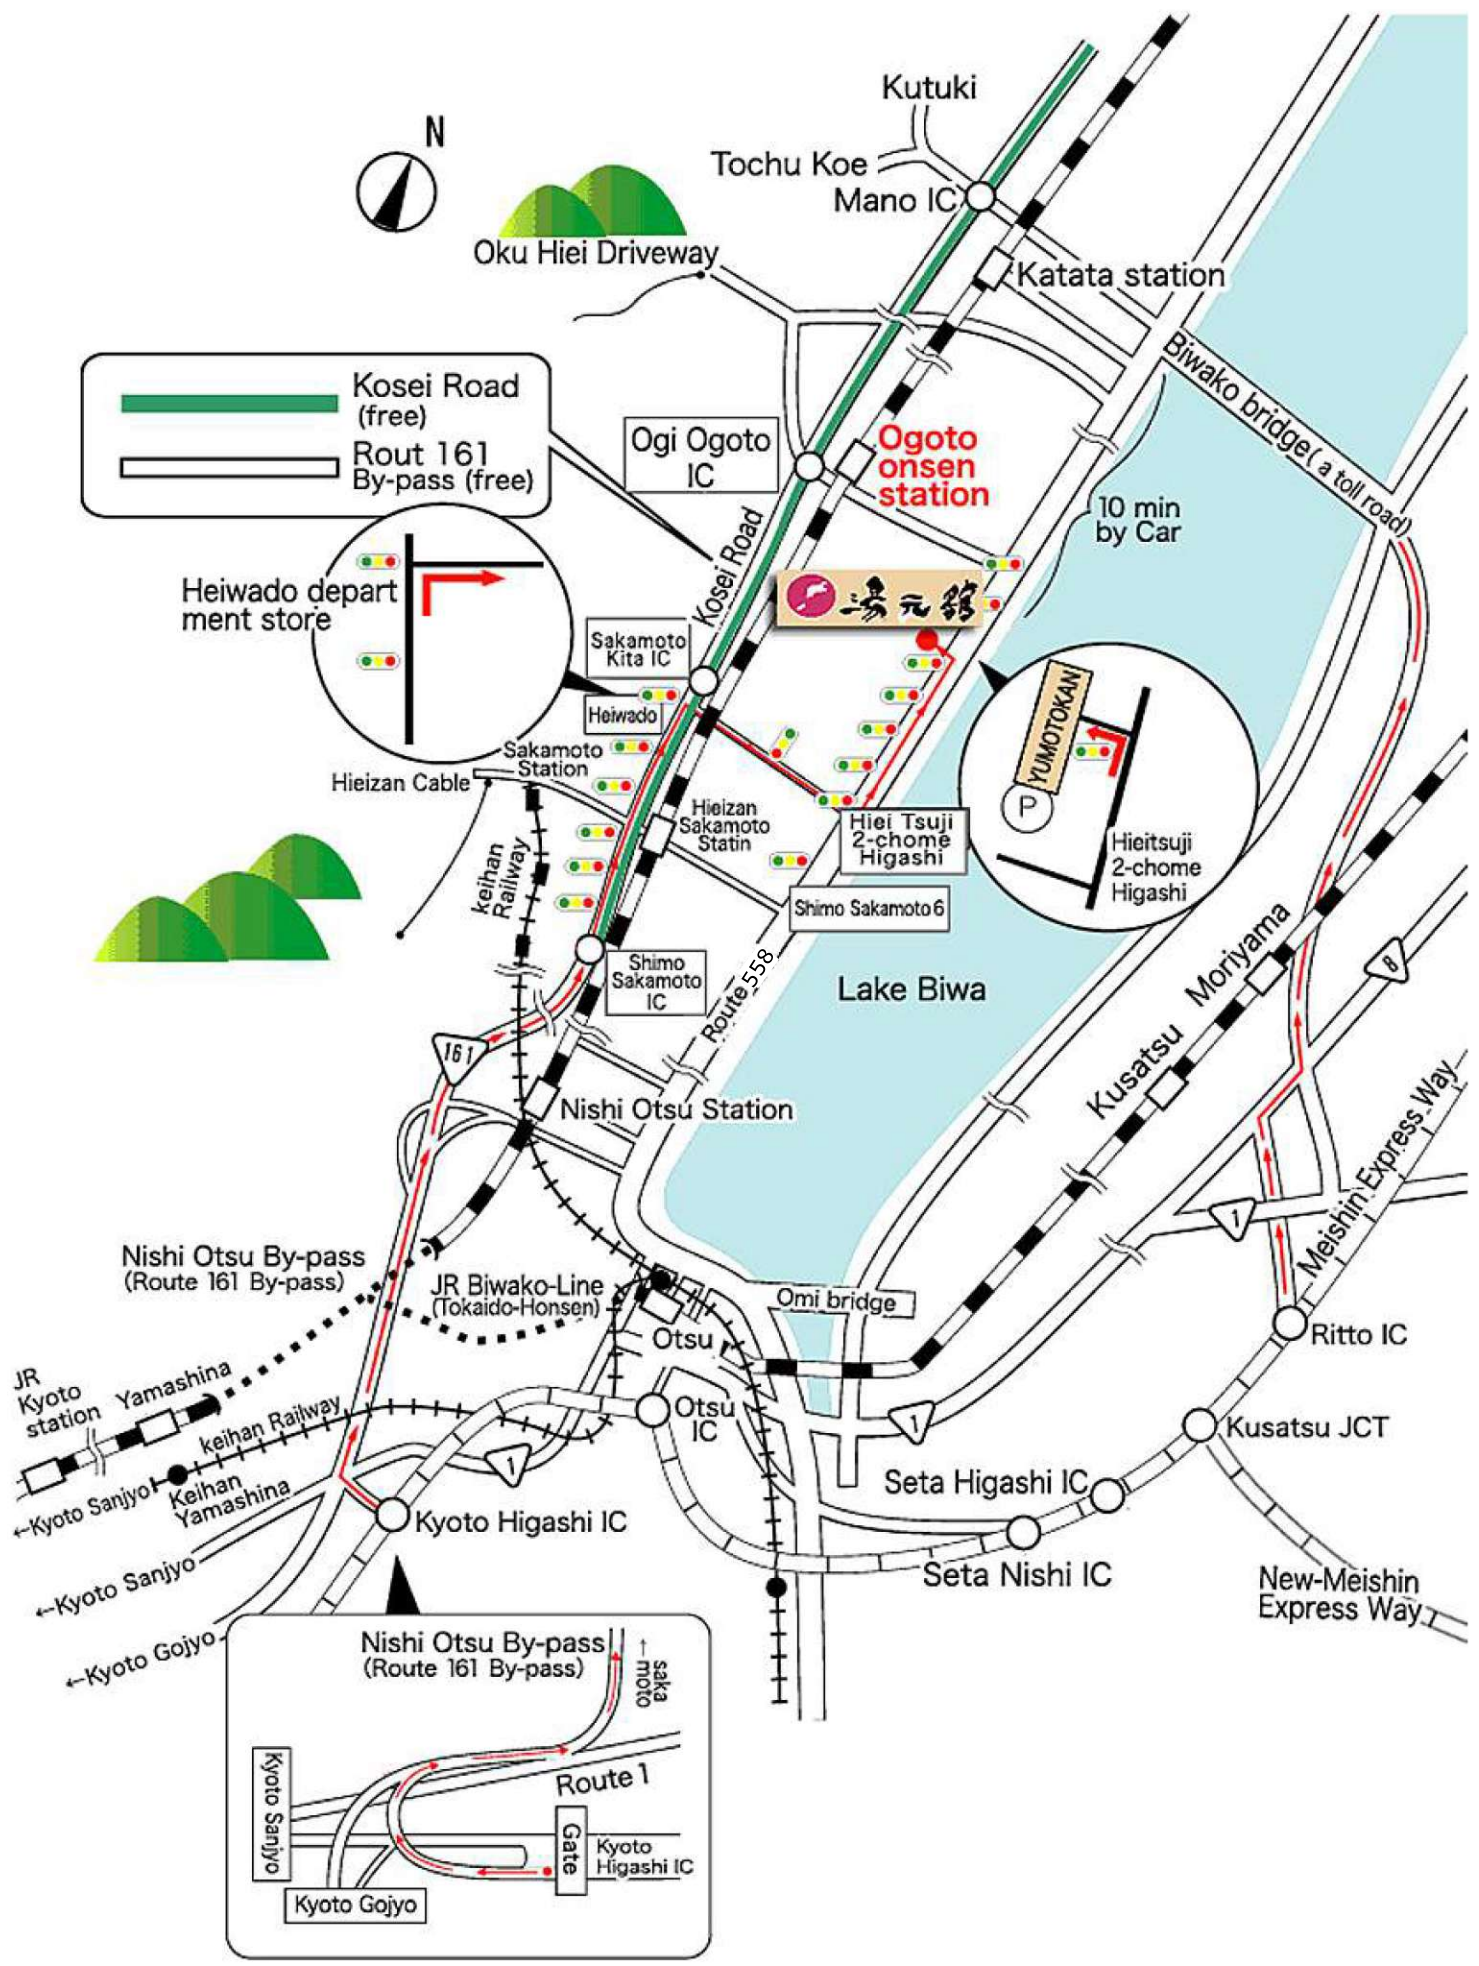 N
Kutuki
Tochu Koe
Mano IC
Oku Hiei Driveway
Katata station
Kosei Road
(free)
Rout 161
By-pass (free)
Biwako bridge( a toll road)
Ogi Ogoto
IC
Ogoto
onsen
station
10 min
by Car
Kosei Road
Heiwado depart
ment store
湯元舘
Sakamoto
Kita IC
Heiwado
Sakamoto
Station
Hieizan Cable
Hieizan
Sakamoto
Statin
keihan
Railway
Hiei Tsuji
2-chome
Higashi
YUMOTOKAN
P
Hieitsuji
2-chome
Higashi
Shimo Sakamoto6
Shimo
Sakamoto
IC
Route 558
Lake Biwa
Moriyama
Kusatsu
8
161
Nishi Otsu Station
Meishin Express Way
1
Nishi Otsu By-pass
(Route 161 By-pass)
JR Biwako-Line
(Tokaido-Honsen)
Omi bridge
Otsu
Ritto IC
JR
Kyoto
station
Yamashina
keihan Railway
Otsu
IC
1
Kusatsu JCT
1
←Kyoto Sanjyo
Keihan
Yamashina
Kyoto Higashi IC
Seta Higashi IC
Seta Nishi IC
←Kyoto Sanjyo
←Kyoto Gojyo
New-Meishin
Express Way
Nishi Otsu By-pass
(Route 161 By-pass)
←saka
moto
Route 1
Kyoto Sanjyo
Gate
Kyoto
Higashi IC
Kyoto Gojyo